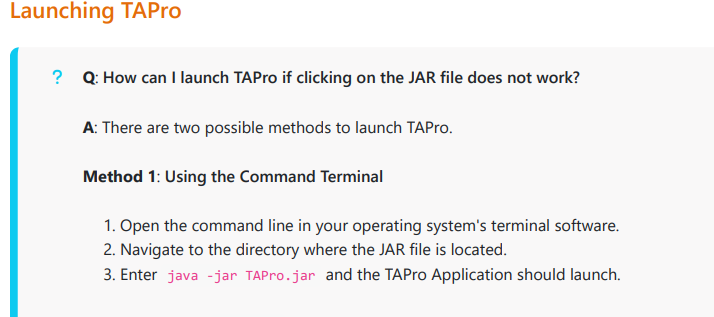 Launching TAPro
? Q: How can I launch TAPro if clicking on the JAR file does not work?
A: There are two possible methods to launch TAPro.
Method 1: Using the Command Terminal
1. Open the command line in your operating system's terminal software.
2. Navigate to the directory where the JAR file is located.
3. Enter java -jar TAPro.jar and the TAPro Application should launch.